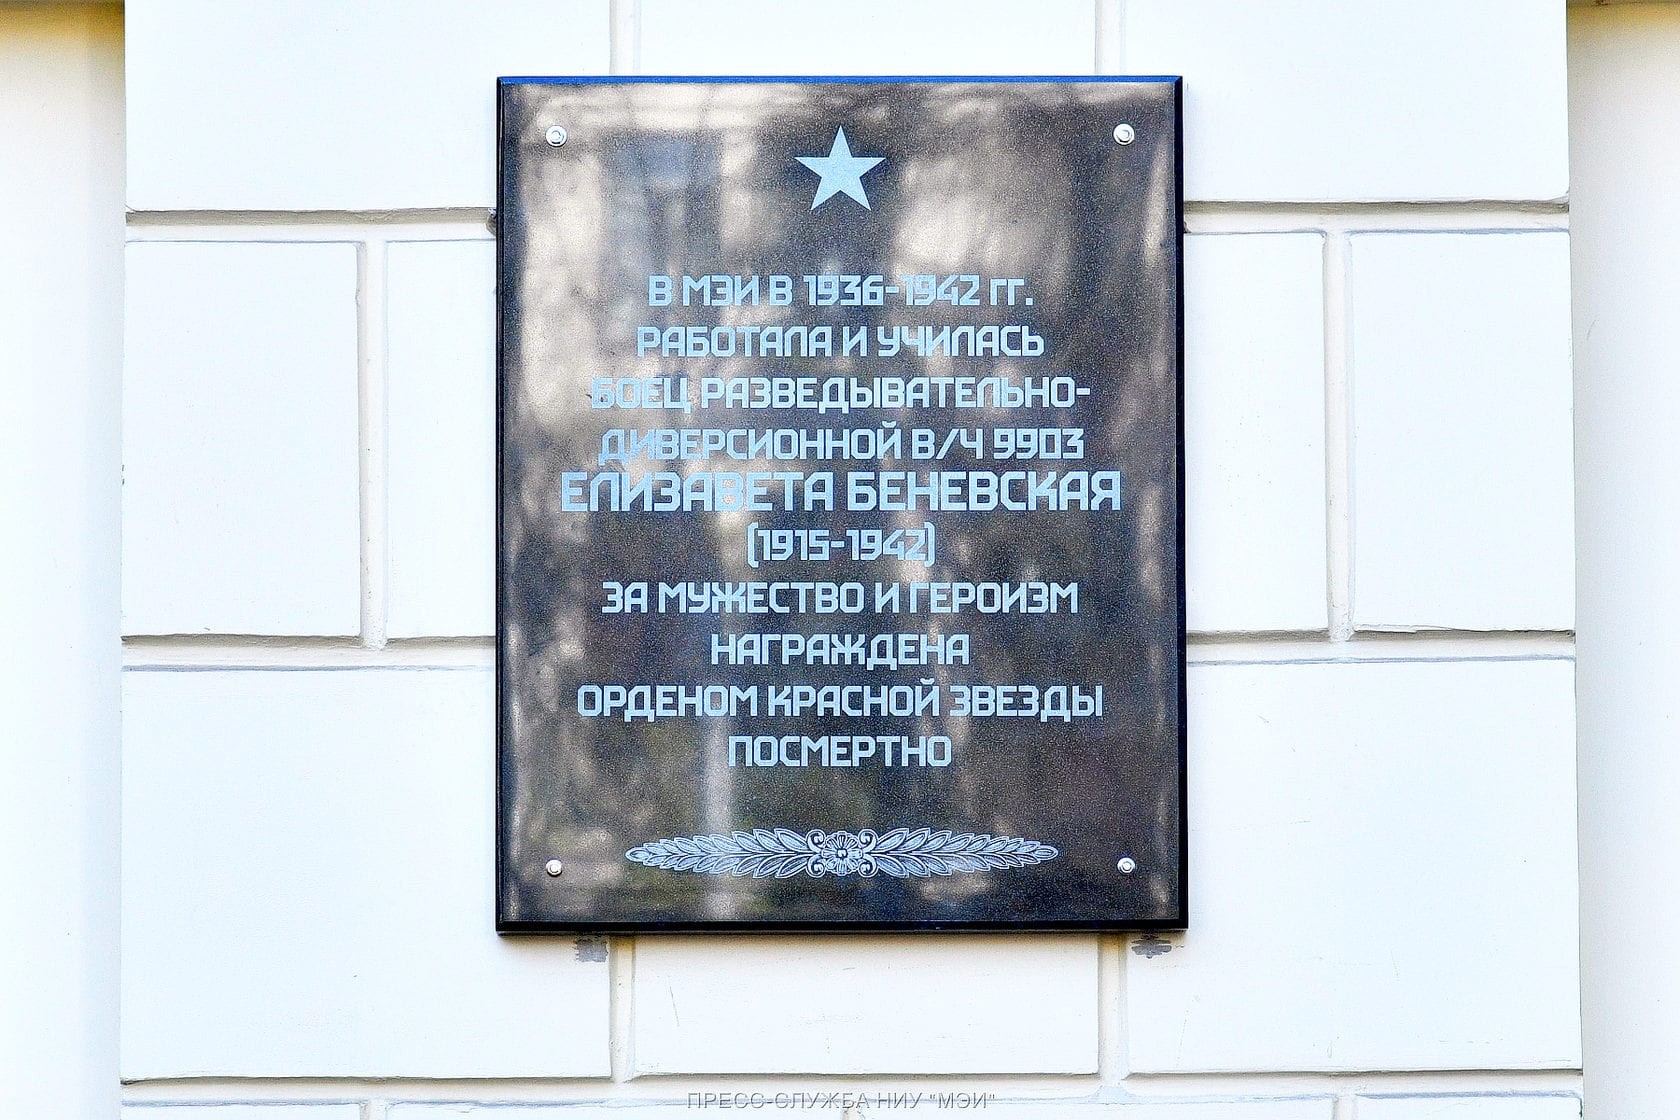 В МЭИ В 1936-1942 ГГ.
РАБОТАЛА И УЧИЛАСЬ
БОЕЦ РАЗВЕДЫВАТЕЛЬНО-
ДИВЕРСИОННОЙ В/Ч 9903
ЕЛИЗАВЕТА БЕНЕВСКАЯ
(1915-1942)
ЗА МУЖЕСТВО И ГЕРОИЗМ
НАГРАЖДЕНА
ОРДЕНОМ КРАСНОЙ ЗВЕЗДЫ
ПОСМЕРТНО
ПРЕСС-СЛУЖБА НИУ "МЭИ"